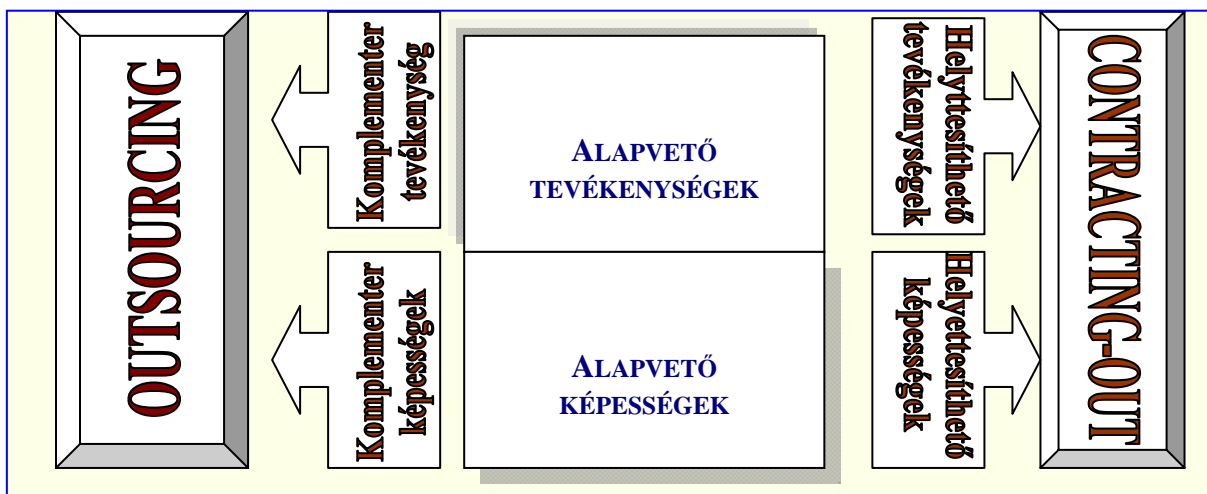 OUTSOURCING
Komplementer
tevékenység
ALAPVETŐ
TEVÉKENYSÉGEK
Helyttesíthető
tevékenységek
CONTRACTING-OUT
Komplementer
képességek
ALAPVETŐ
KÉPESSÉGEK
Helyettesíthető
képességek